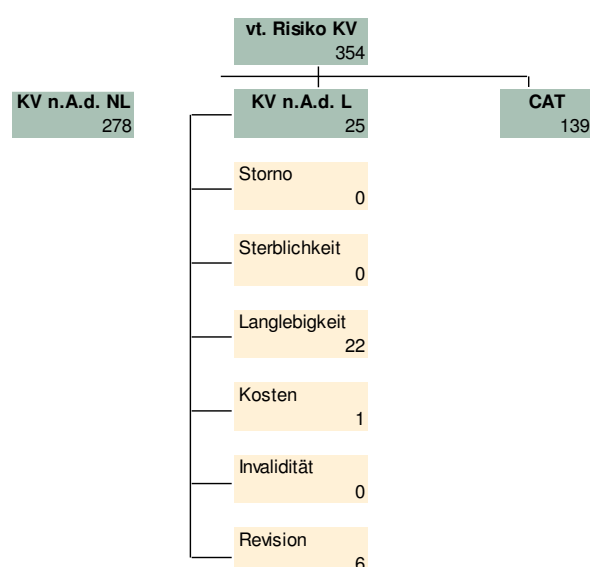 vt. Risiko KV
354
KV n.A.d. NL
278
KV n.A.d. L
25
CAT
139
Storno
0
Sterblichkeit
0
Langlebigkeit
22
Kosten
1
Invalidität
0
Revision
6